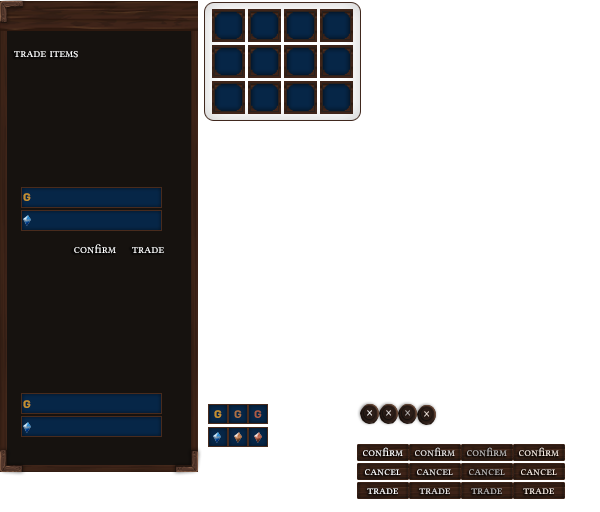 TRADE ITEMS
G
CONFIRM TRADE
G
G G G
× × × ×
CONFIRM CONFIRM CONFIRM CONFIRM
CANCEL CANCEL CANCEL CANCEL
TRADE TRADE TRADE TRADE